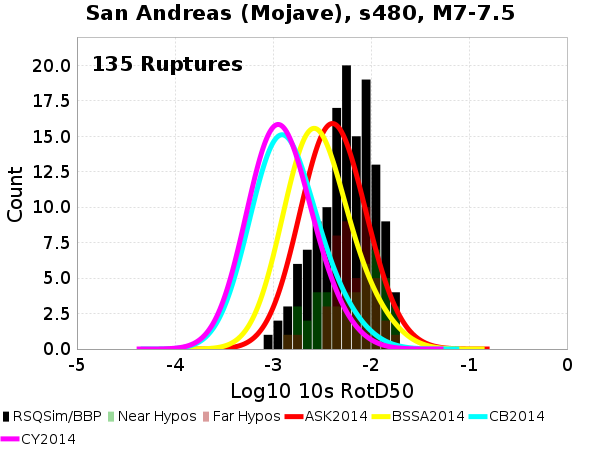 San Andreas (Mojave), s480, M7-7.5
135 Ruptures
Count
20.0
17.5
15.0
12.5
10.0
7.5
5.0
2.5
0.0
-5 -4 -3 -2 -1 0
Log10 10s RotD50
RSQSim/BBP Near Hypos Far Hypos ASK2014 BSSA2014 CB2014
CY2014